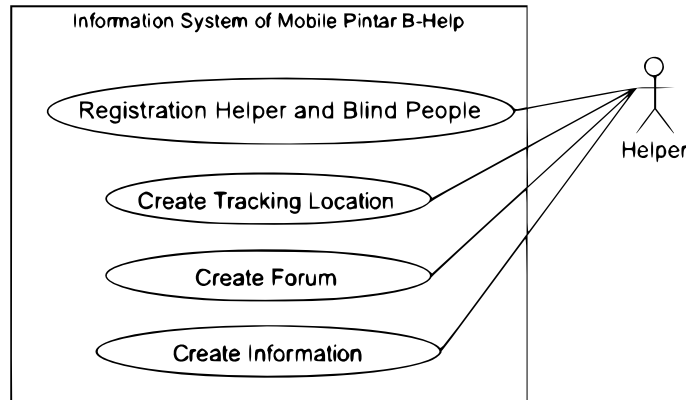 Information System of Mobile Pintar B-Help
Registration Helper and Blind People
Helper
Create Tracking Location
Create Forum
Create Information